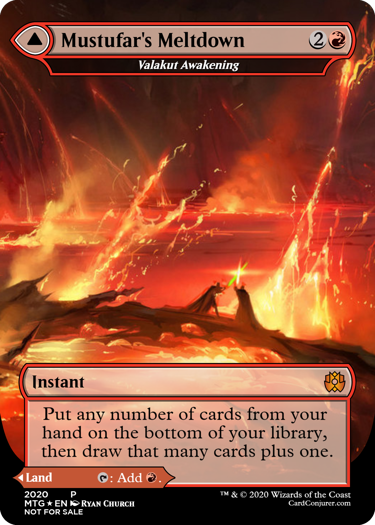 Mustufar's Meltdown 2
Valakut Awakening
Instant
Put any number of cards from your
hand on the bottom of your library,
then draw that many cards plus one.
Land : Add .
2020 P
MTG ★ EN Ryan Church
NOT FOR SALE
™ & © 2020 Wizards of the Coast
CardConjurer.com